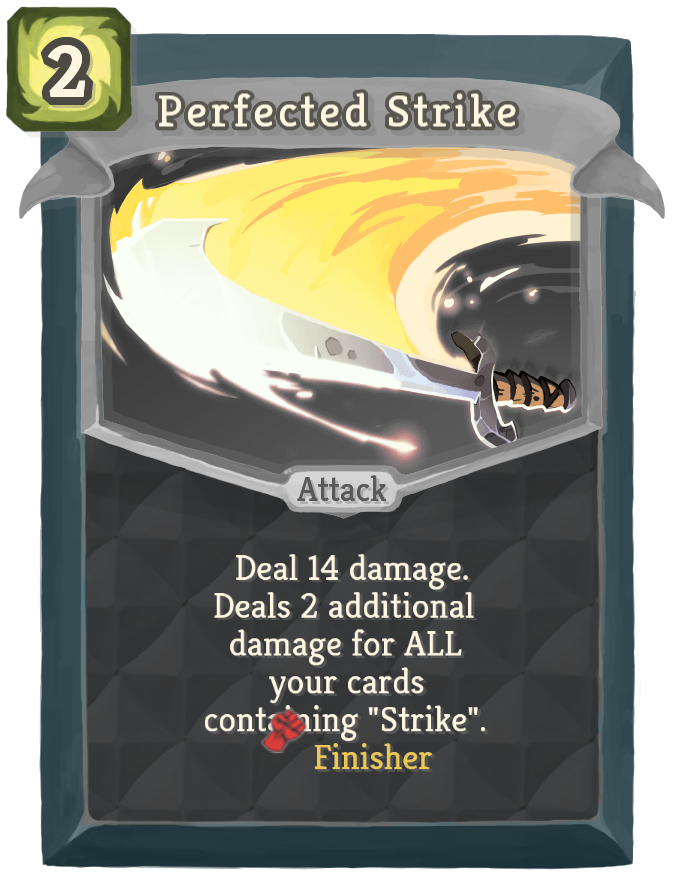 2
Perfected Strike
Attack
Deal 14 damage.
Deals 2 additional
damage for ALL
your cards
containing "Strike".
Finisher